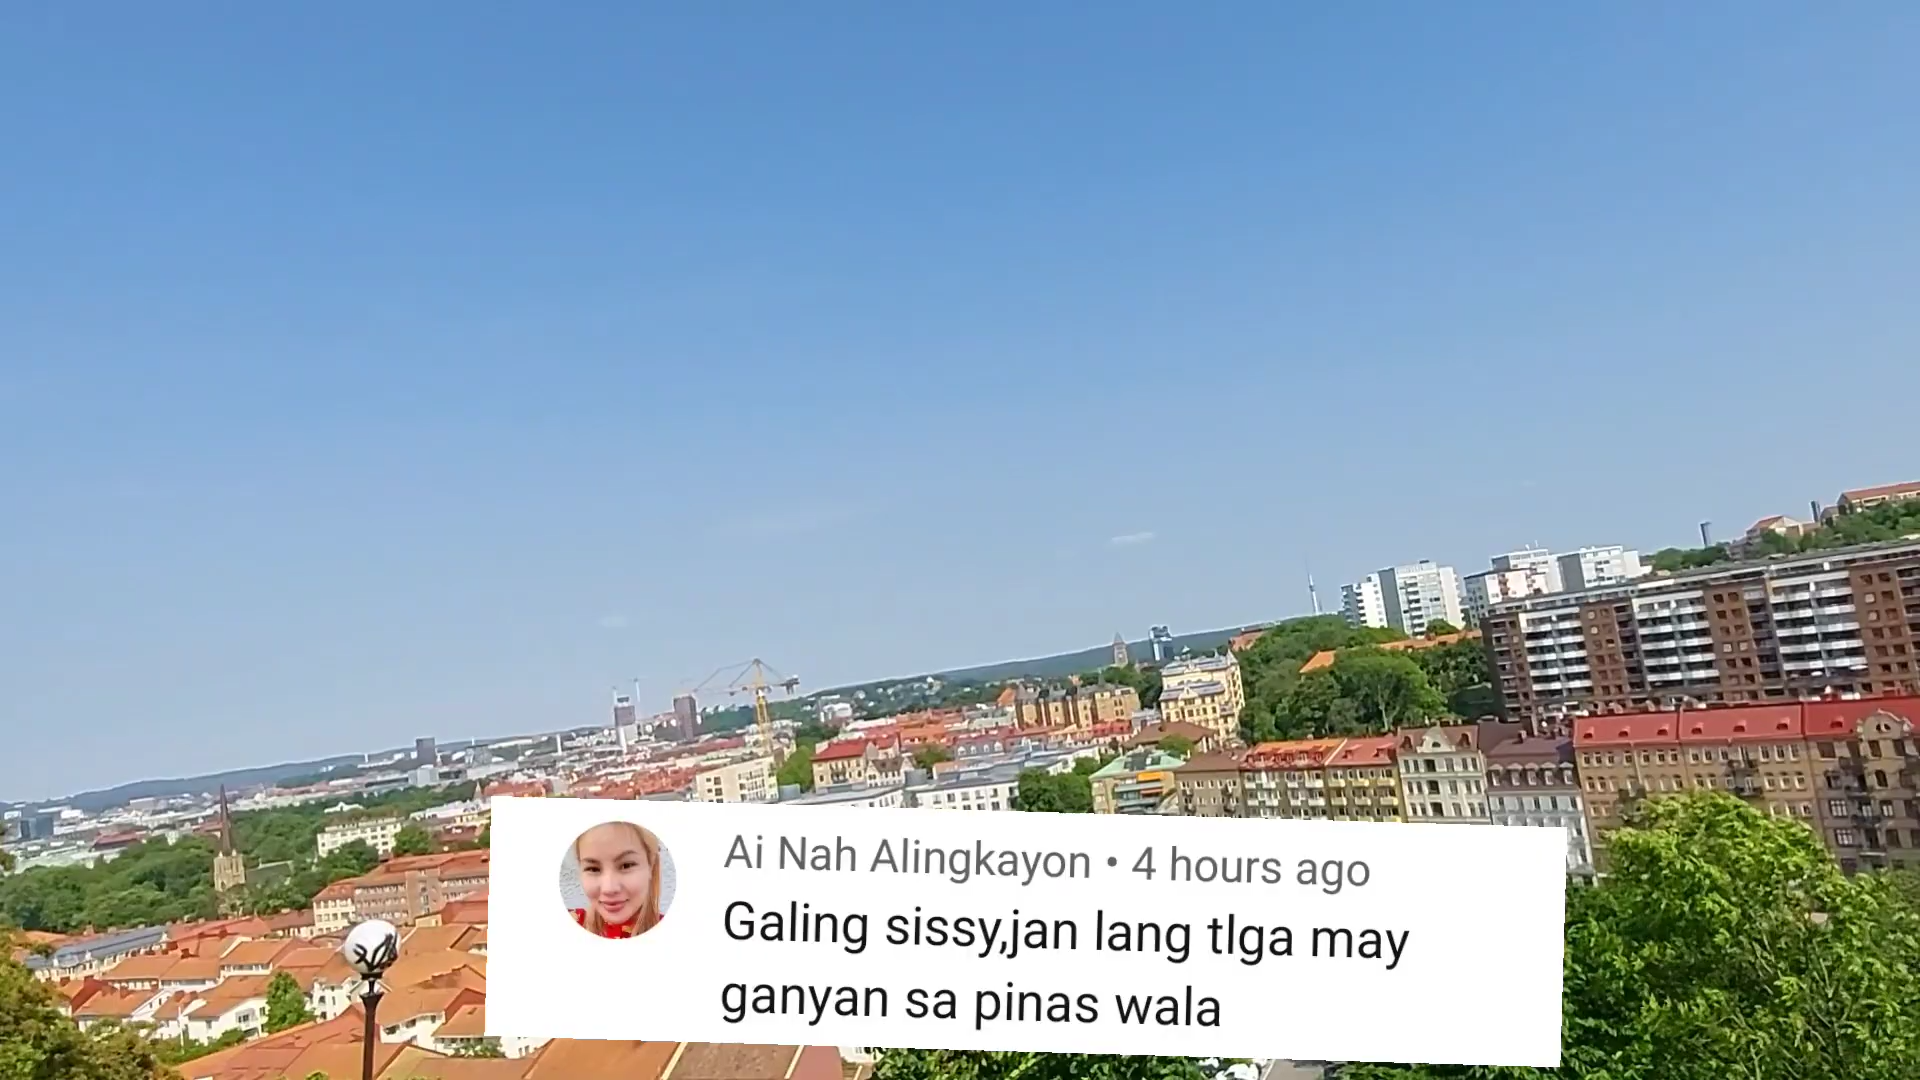 Ai Nah Alingkayon • 4 hours ago
Galing sissy,jan lang tlga may
ganyan sa pinas wala